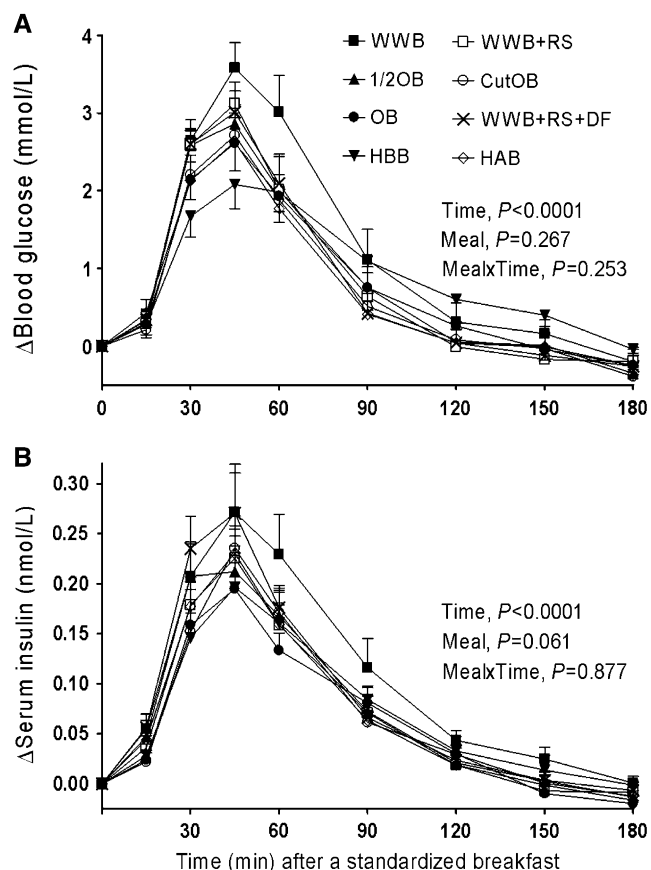 A
WWB WWB+RS
1/2OB CutOB
OB WWB+RS+DF
HBB HAB
Time, P<0.0001
Meal, P=0.267
MealxTime, P=0.253
ΔBlood glucose (mmol/L)
4
3
2
1
0
0 30 60 90 120 150 180
B
ΔSerum insulin (nmol/L)
0.30
0.25
0.20
0.15
0.10
0.05
0.00
Time, P<0.0001
Meal, P=0.061
MealxTime, P=0.877
0 30 60 90 120 150 180
Time (min) after a standardized breakfast